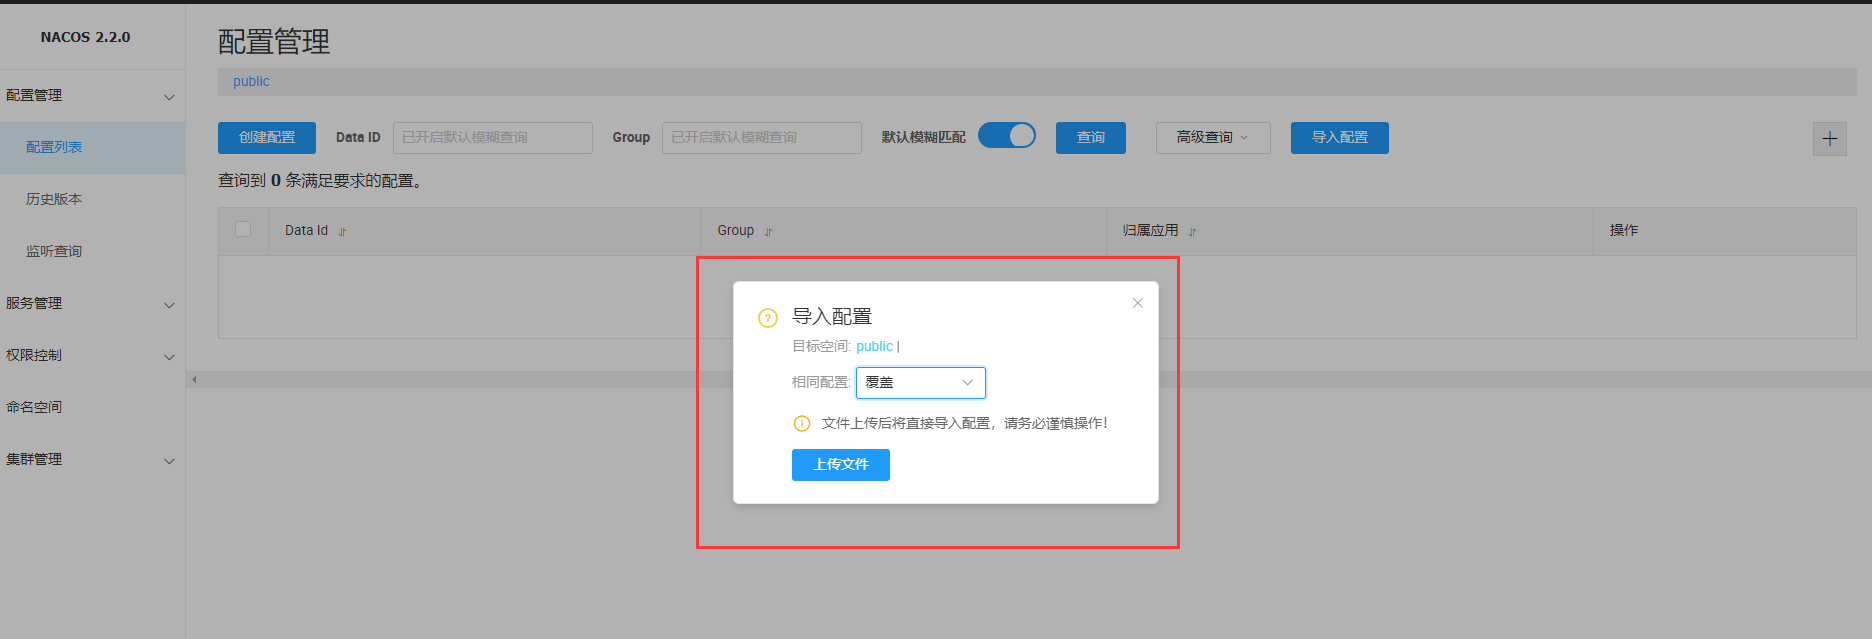 NACOS 2.2.0
配置管理
配置列表
历史版本
监听查询
服务管理
权限控制
命名空间
集群管理
配置管理
public
创建配置 Data ID 已开启默认模糊查询 Group 已开启默认模糊查询 默认模糊匹配 查询 高级查询 导入配置
查询到 0 条满足要求的配置。
Data Id Group 归属应用 操作
导入配置
目标空间: public |
相同配置: 覆盖
文件上传后将直接导入配置，请务必谨慎操作！
上传文件